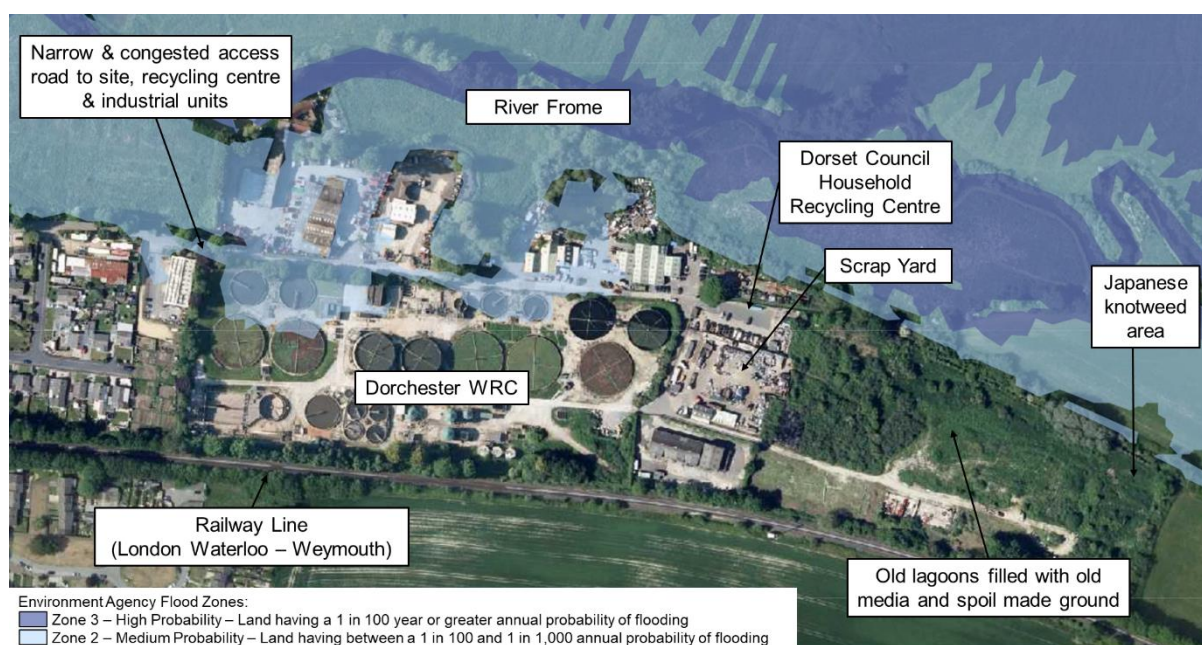 Narrow & congested access
road to site, recycling centre
& industrial units
River Frome
Dorset Council
Household
Recycling Centre
Scrap Yard
Japanese
knotweed
area
Dorchester WRC
Railway Line
(London Waterloo – Weymouth)
Old lagoons filled with old
media and spoil made ground
Environment Agency Flood Zones:
Zone 3 – High Probability – Land having a 1 in 100 year or greater annual probability of flooding
Zone 2 – Medium Probability – Land having between a 1 in 100 and 1 in 1,000 annual probability of flooding